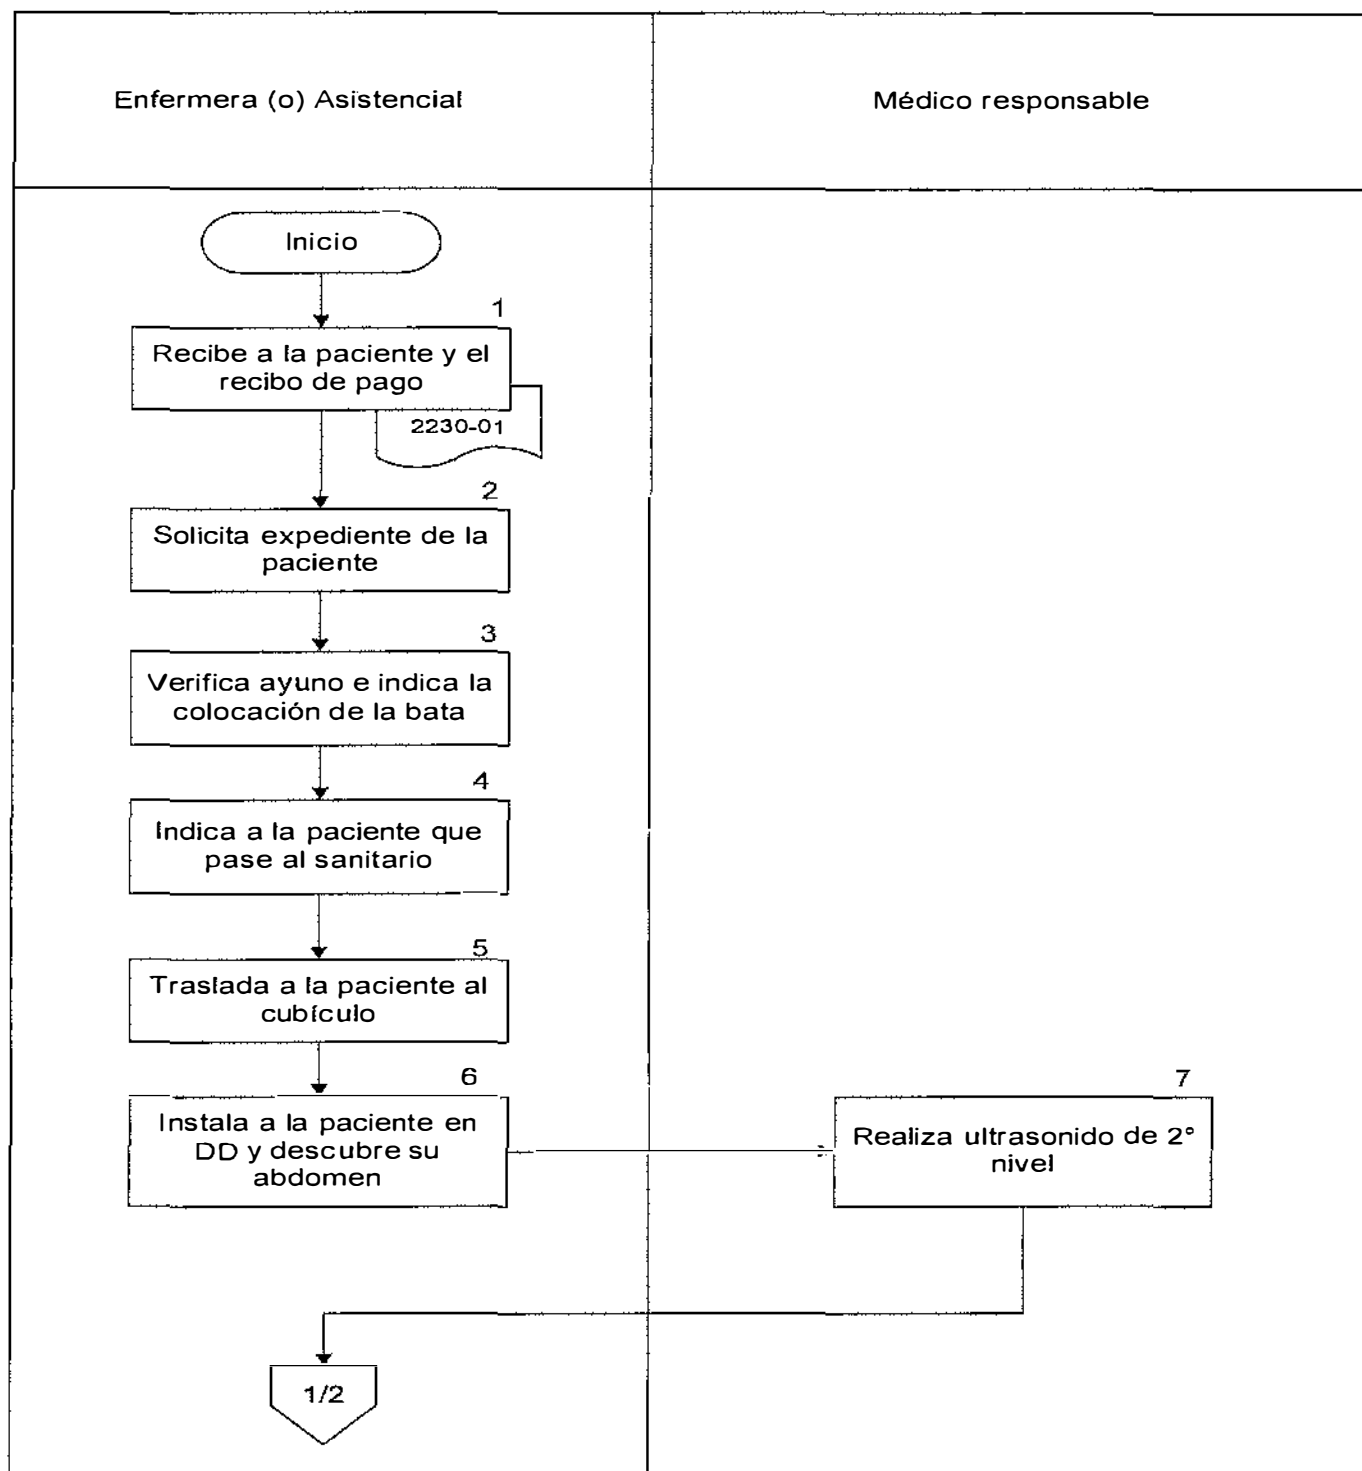 Enfermera (o) Asistencial
Médico responsable
Inicio
1
Recibe a la paciente y el
recibo de pago
2230-01
2
Solicita expediente de la
paciente
3
Verifica ayuno e indica la
colocación de la bata
4
Indica a la paciente que
pase al sanitario
5
Traslada a la paciente al
cubículo
6
Instala a la paciente en
DD y descubre su
abdomen
7
Realiza ultrasonido de 2°
nivel
1/2